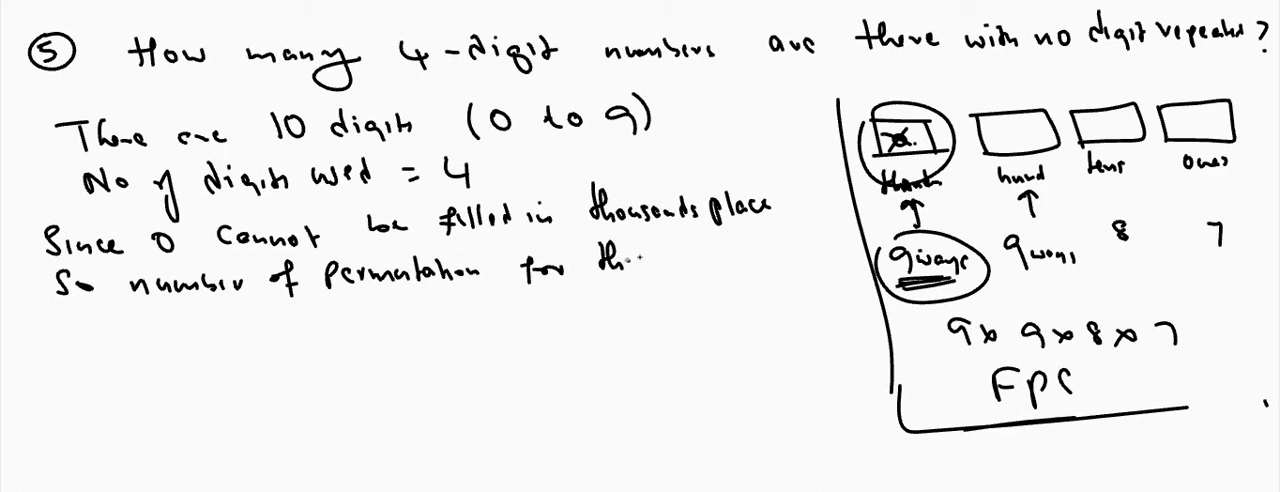 5 How many 4-digit numbers are there with no digit repeated?
There are 10 digits (0 to 9)
No of digits used = 4
Since 0 cannot be filled in thousands place
So number of permutation for th
hund tens ones
9 ways 9 ways 8 7
9 x 9 x 8 x 7
FPC